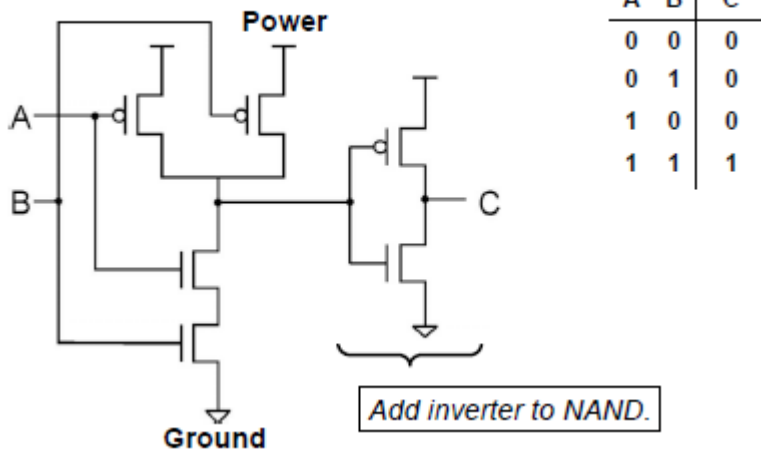 Power
A B C
0 0 0
0 1 0
1 0 0
1 1 1
A
B
C
Add inverter to NAND.
Ground